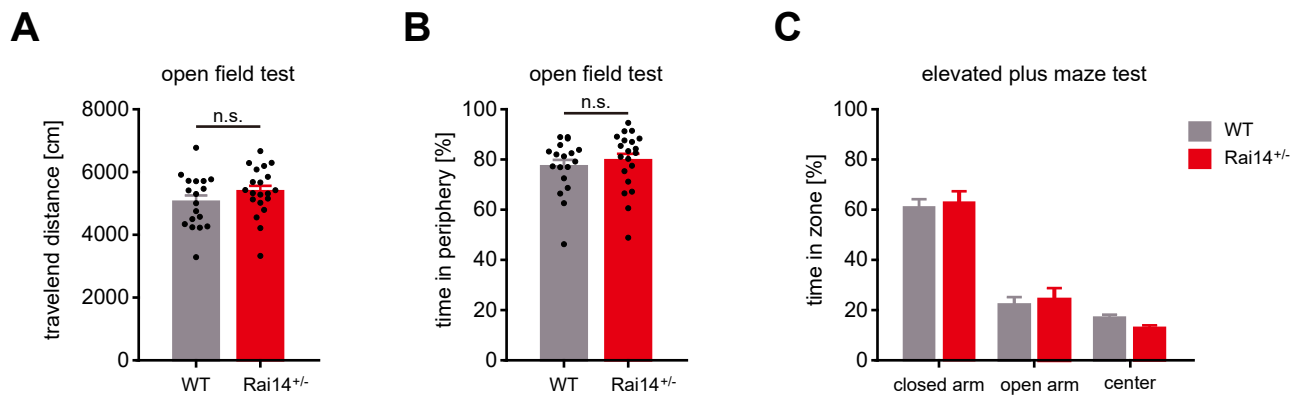 A
open field test
travelend distance [cm]
8000
6000
4000
2000
0
n.s.
WT
Rai14+/-
B
open field test
time in periphery [%]
100
80
60
40
20
0
n.s.
WT
Rai14+/-
C
elevated plus maze test
time in zone [%]
100
80
60
40
20
0
closed arm
open arm
center
WT
Rai14+/-